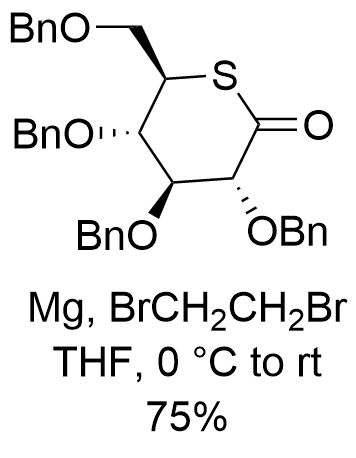 BnO
S
BnO
O
BnO
OBn
Mg, BrCH₂CH₂Br
THF, 0 °C to rt
75%